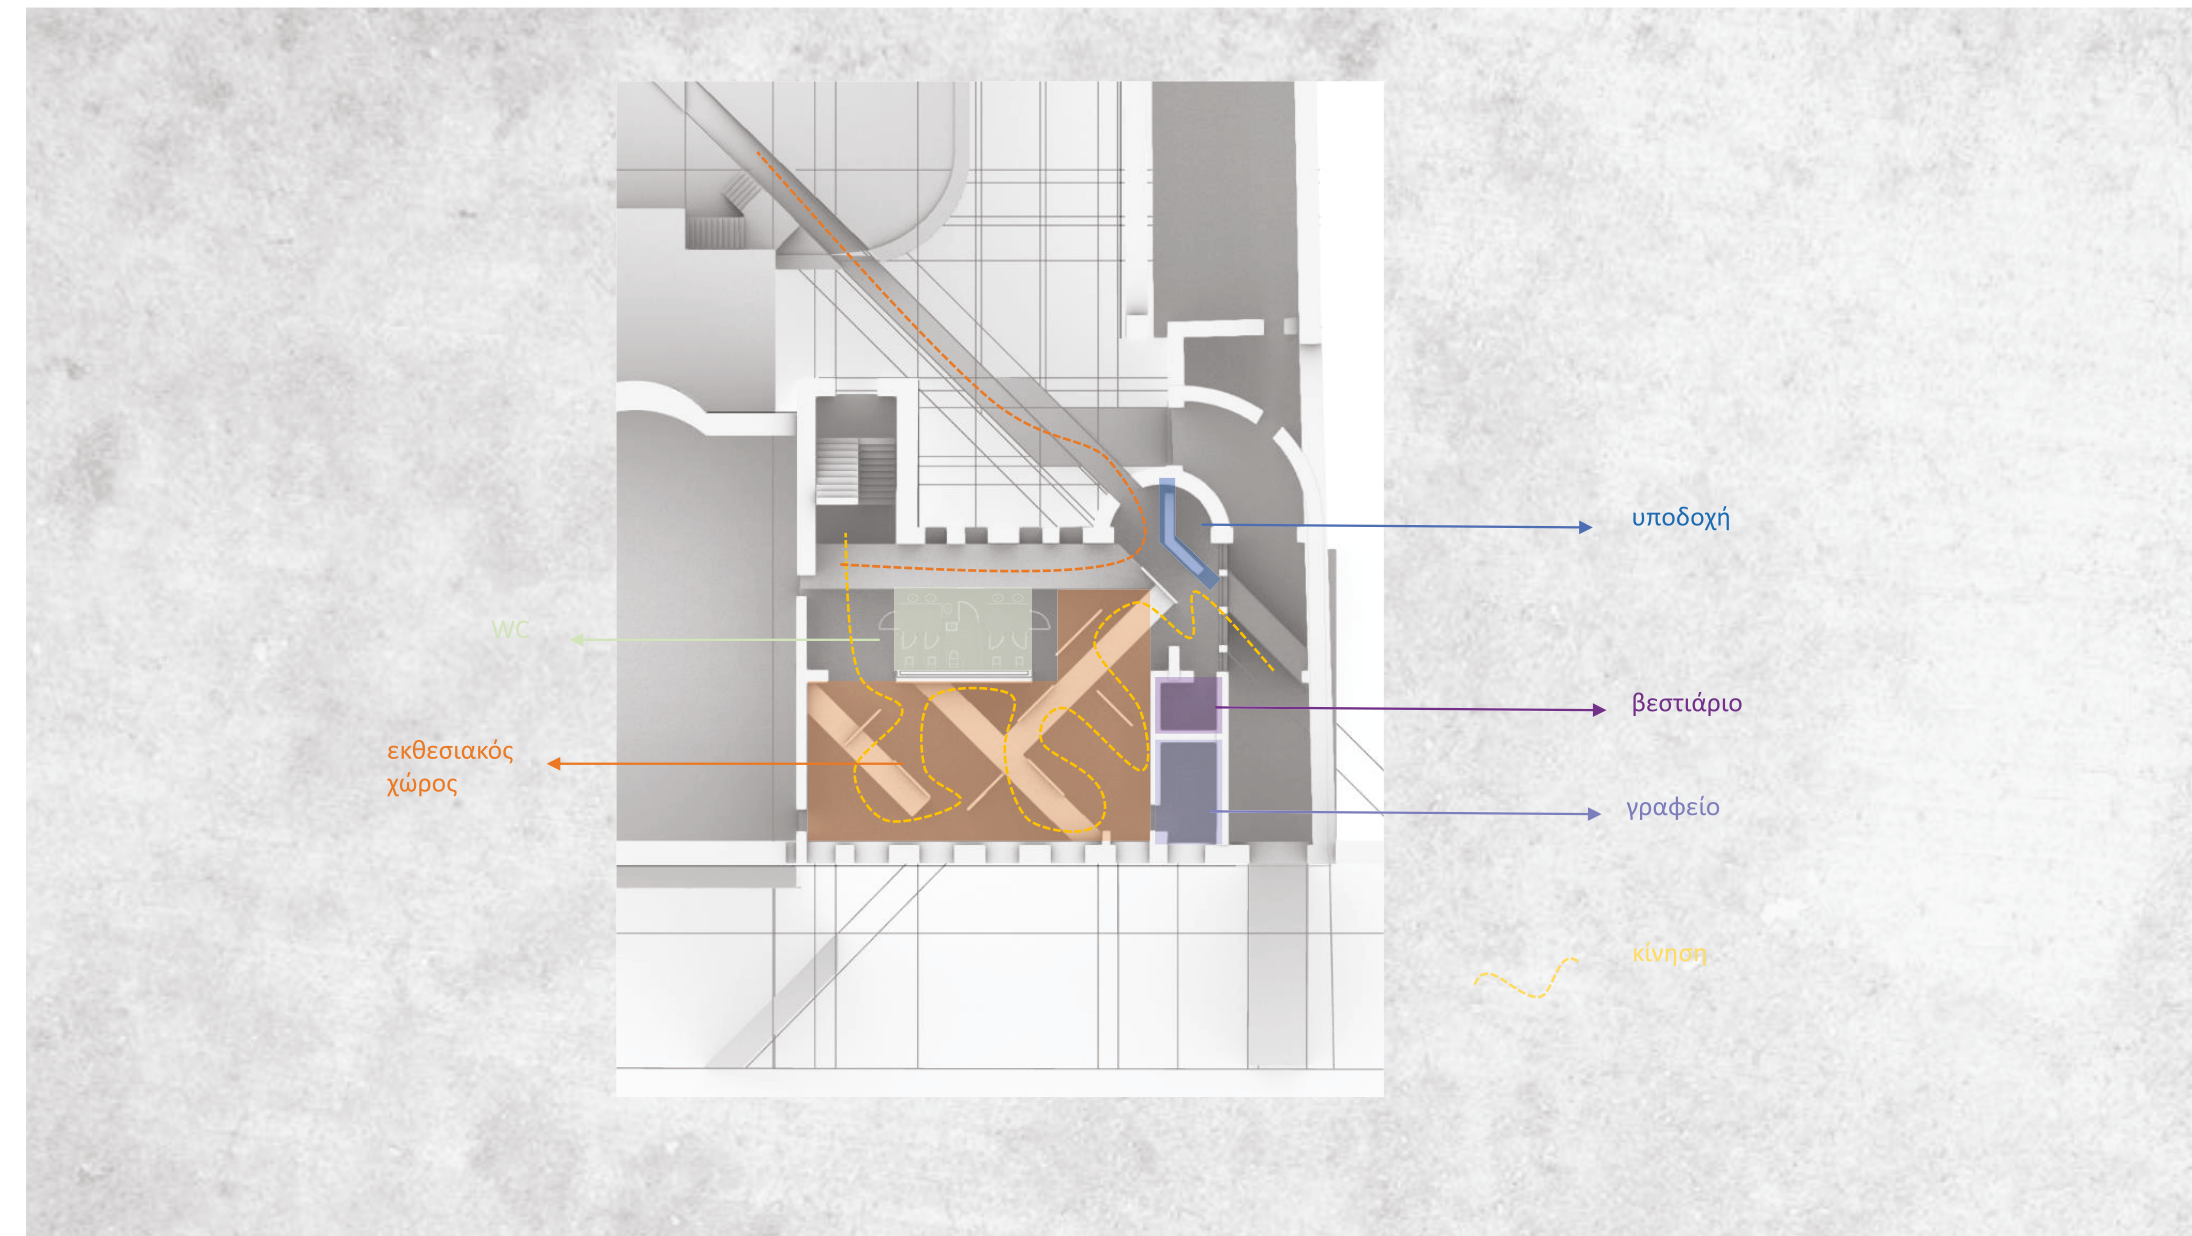 υποδοχή
WC
βεστιάριο
εκθεσιακός
χώρος
γραφείο
κίνηση